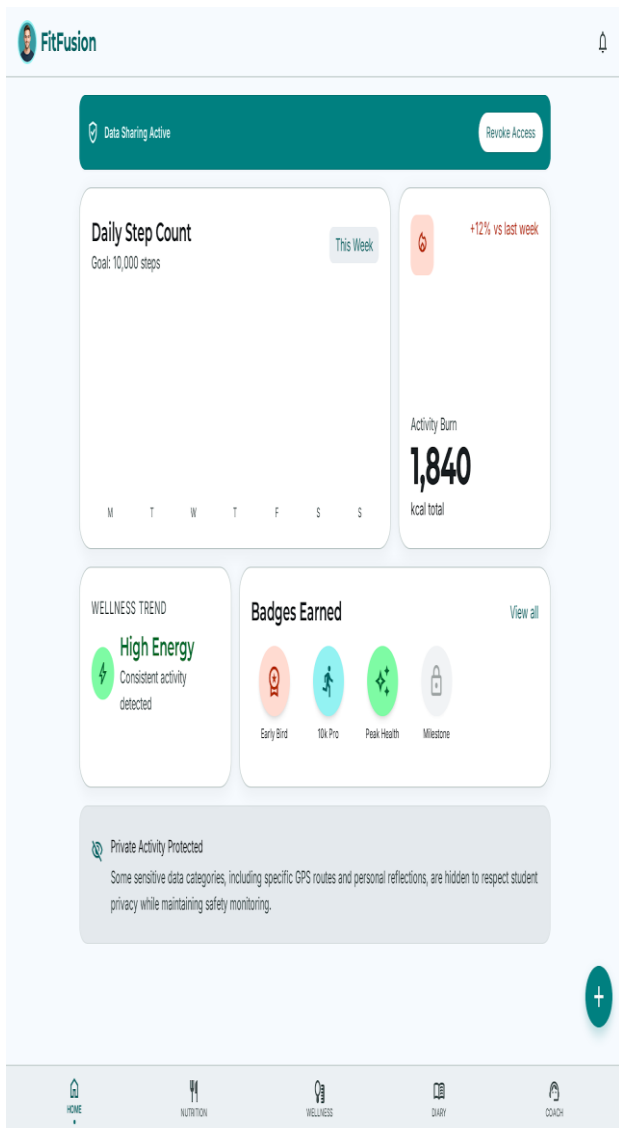 FitFusion
Data Sharing Active
Revoke Access
Daily Step Count
Goal: 10,000 steps
This Week
M T W T F S S
+12% vs last week
Activity Burn
1,840
kcal total
WELLNESS TREND
High Energy
Consistent activity
detected
Badges Earned
View all
Early Bird
10k Pro
Peak Health
Milestone
Private Activity Protected
Some sensitive data categories, including specific GPS routes and personal reflections, are hidden to respect student
privacy while maintaining safety monitoring.
+
HOME
NUTRITION
WELLNESS
DIARY
COACH